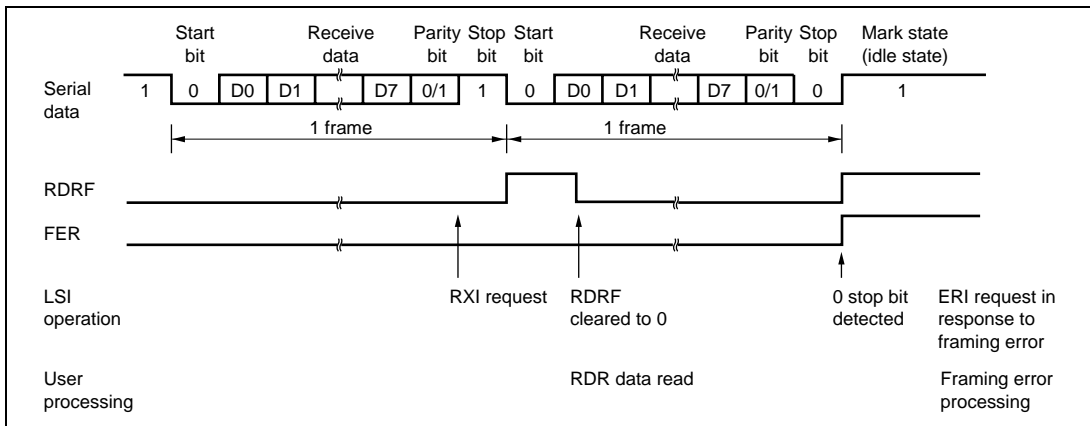 Start bit Receive data Parity bit Stop bit Start bit Receive data Parity bit Stop bit Mark state (idle state)
Serial data 1 0 D0 D1 D7 0/1 1 0 D0 D1 D7 0/1 0 1
1 frame 1 frame
RDRF
FER
LSI operation RXI request RDRF cleared to 0 0 stop bit detected ERI request in response to framing error
User processing RDR data read Framing error processing